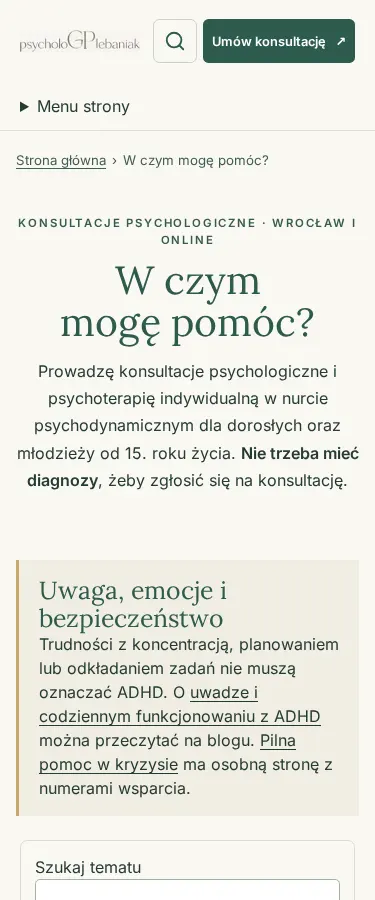 psycholoGPlebaniak
Umów konsultację ↗
▶ Menu strony
Strona główna › W czym mogę pomóc?
KONSULTACJE PSYCHOLOGICZNE · WROCŁAW I
ONLINE
W czym
mogę pomóc?
Prowadzę konsultacje psychologiczne i
psychoterapię indywidualną w nurcie
psychodynamicznym dla dorosłych oraz
młodzieży od 15. roku życia. Nie trzeba mieć
diagnozy, żeby zgłosić się na konsultację.
Uwaga, emocje i
bezpieczeństwo
Trudności z koncentracją, planowaniem
lub odkładaniem zadań nie muszą
oznaczać ADHD. O uwadze i
codziennym funkcjonowaniu z ADHD
można przeczytać na blogu. Pilna
pomoc w kryzysie ma osobną stronę z
numerami wsparcia.
Szukaj tematu